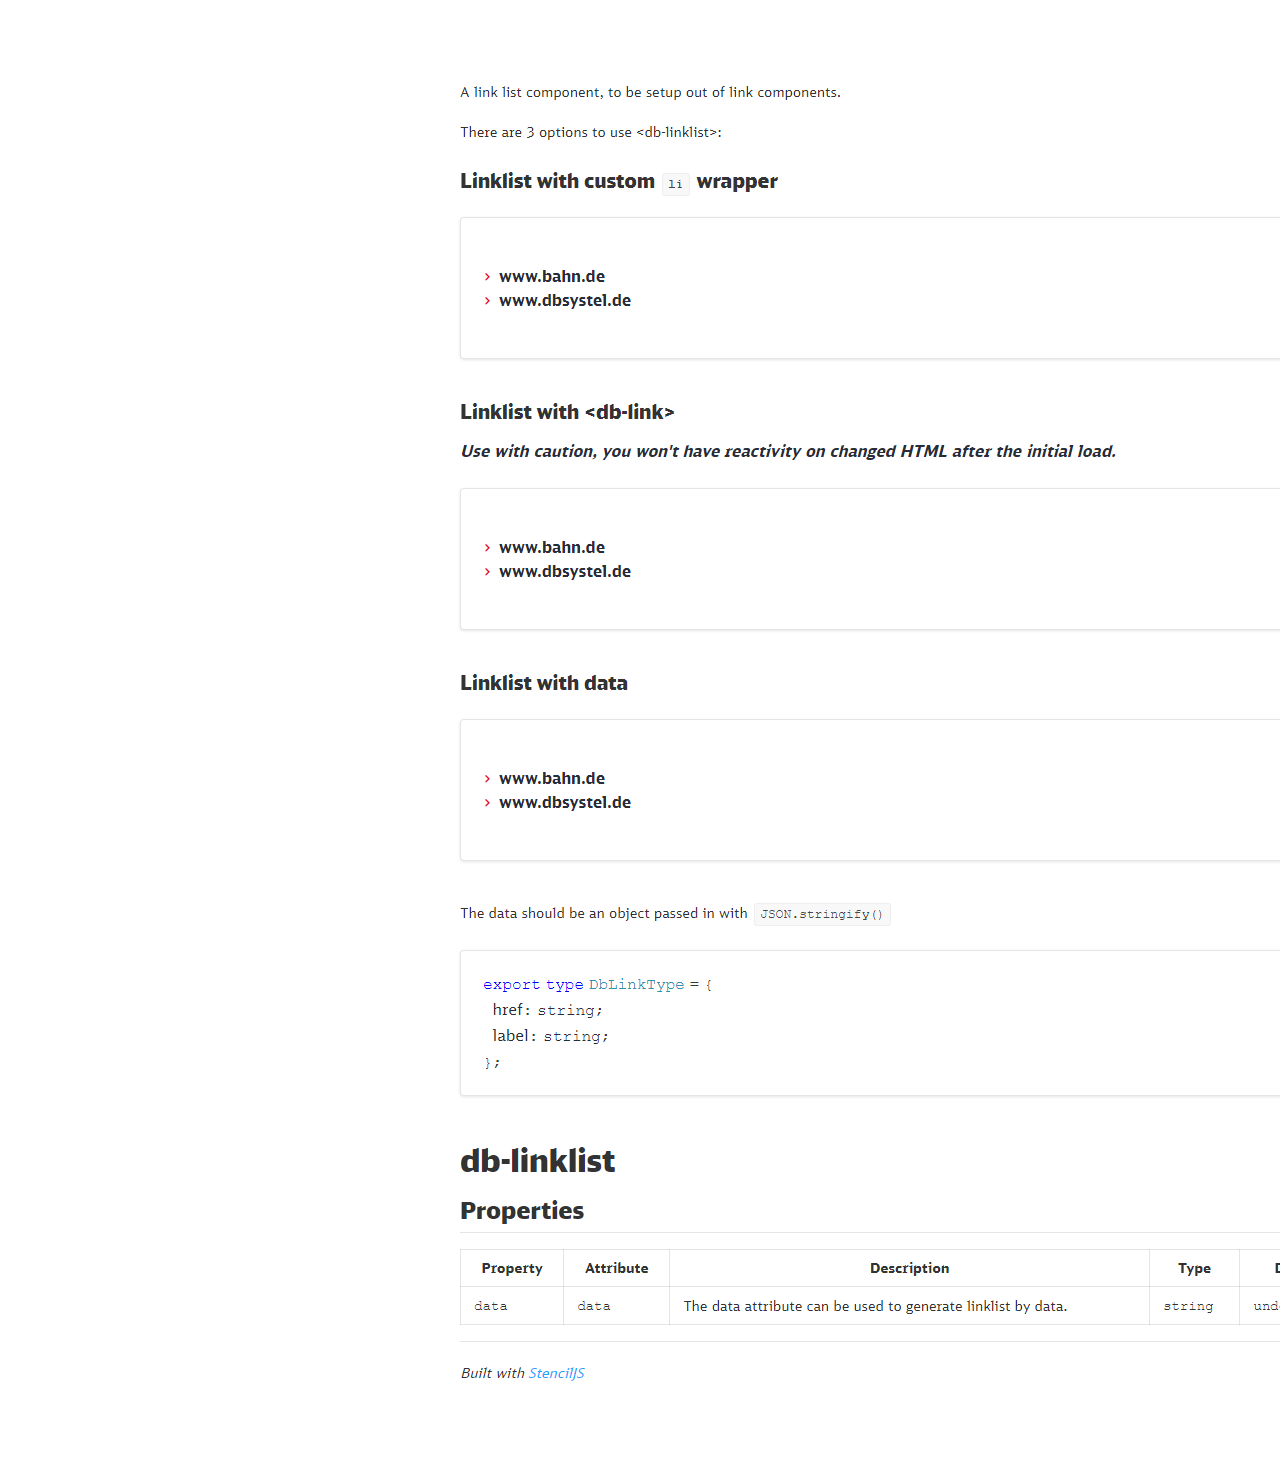 A link list component, to be setup out of link components.
There are 3 options to use <db-linklist>:
Linklist with custom li wrapper
www.bahn.de
www.dbsystel.de
Linklist with <db-link>
Use with caution, you won't have reactivity on changed HTML after the initial load.
www.bahn.de
www.dbsystel.de
Linklist with data
www.bahn.de
www.dbsystel.de
The data should be an object passed in with JSON.stringify()
export type DbLinkType = {
href: string;
label: string;
};
db-linklist
Properties
Property Attribute Description Type
data data The data attribute can be used to generate linklist by data. string
Built with StencilJS